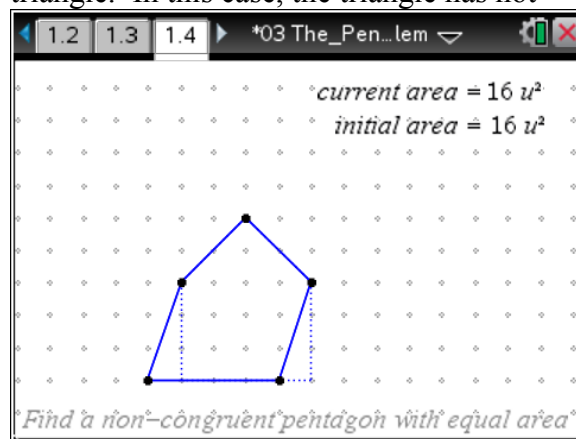 triangle. In this case, the triangle has not
1.2 1.3 1.4 *03 The_Pen...lem
current area = 16 u²
initial area = 16 u²
Find a non-congruent pentagon with equal area